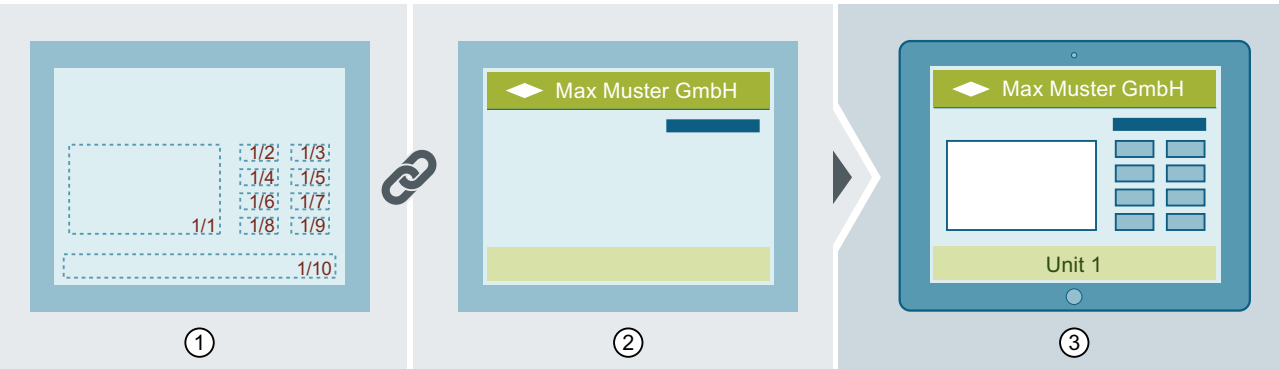 1/2 1/3
1/4 1/5
1/6 1/7
1/1 1/8 1/9
1/10
1
Max Muster GmbH
2
Max Muster GmbH
Unit 1
3